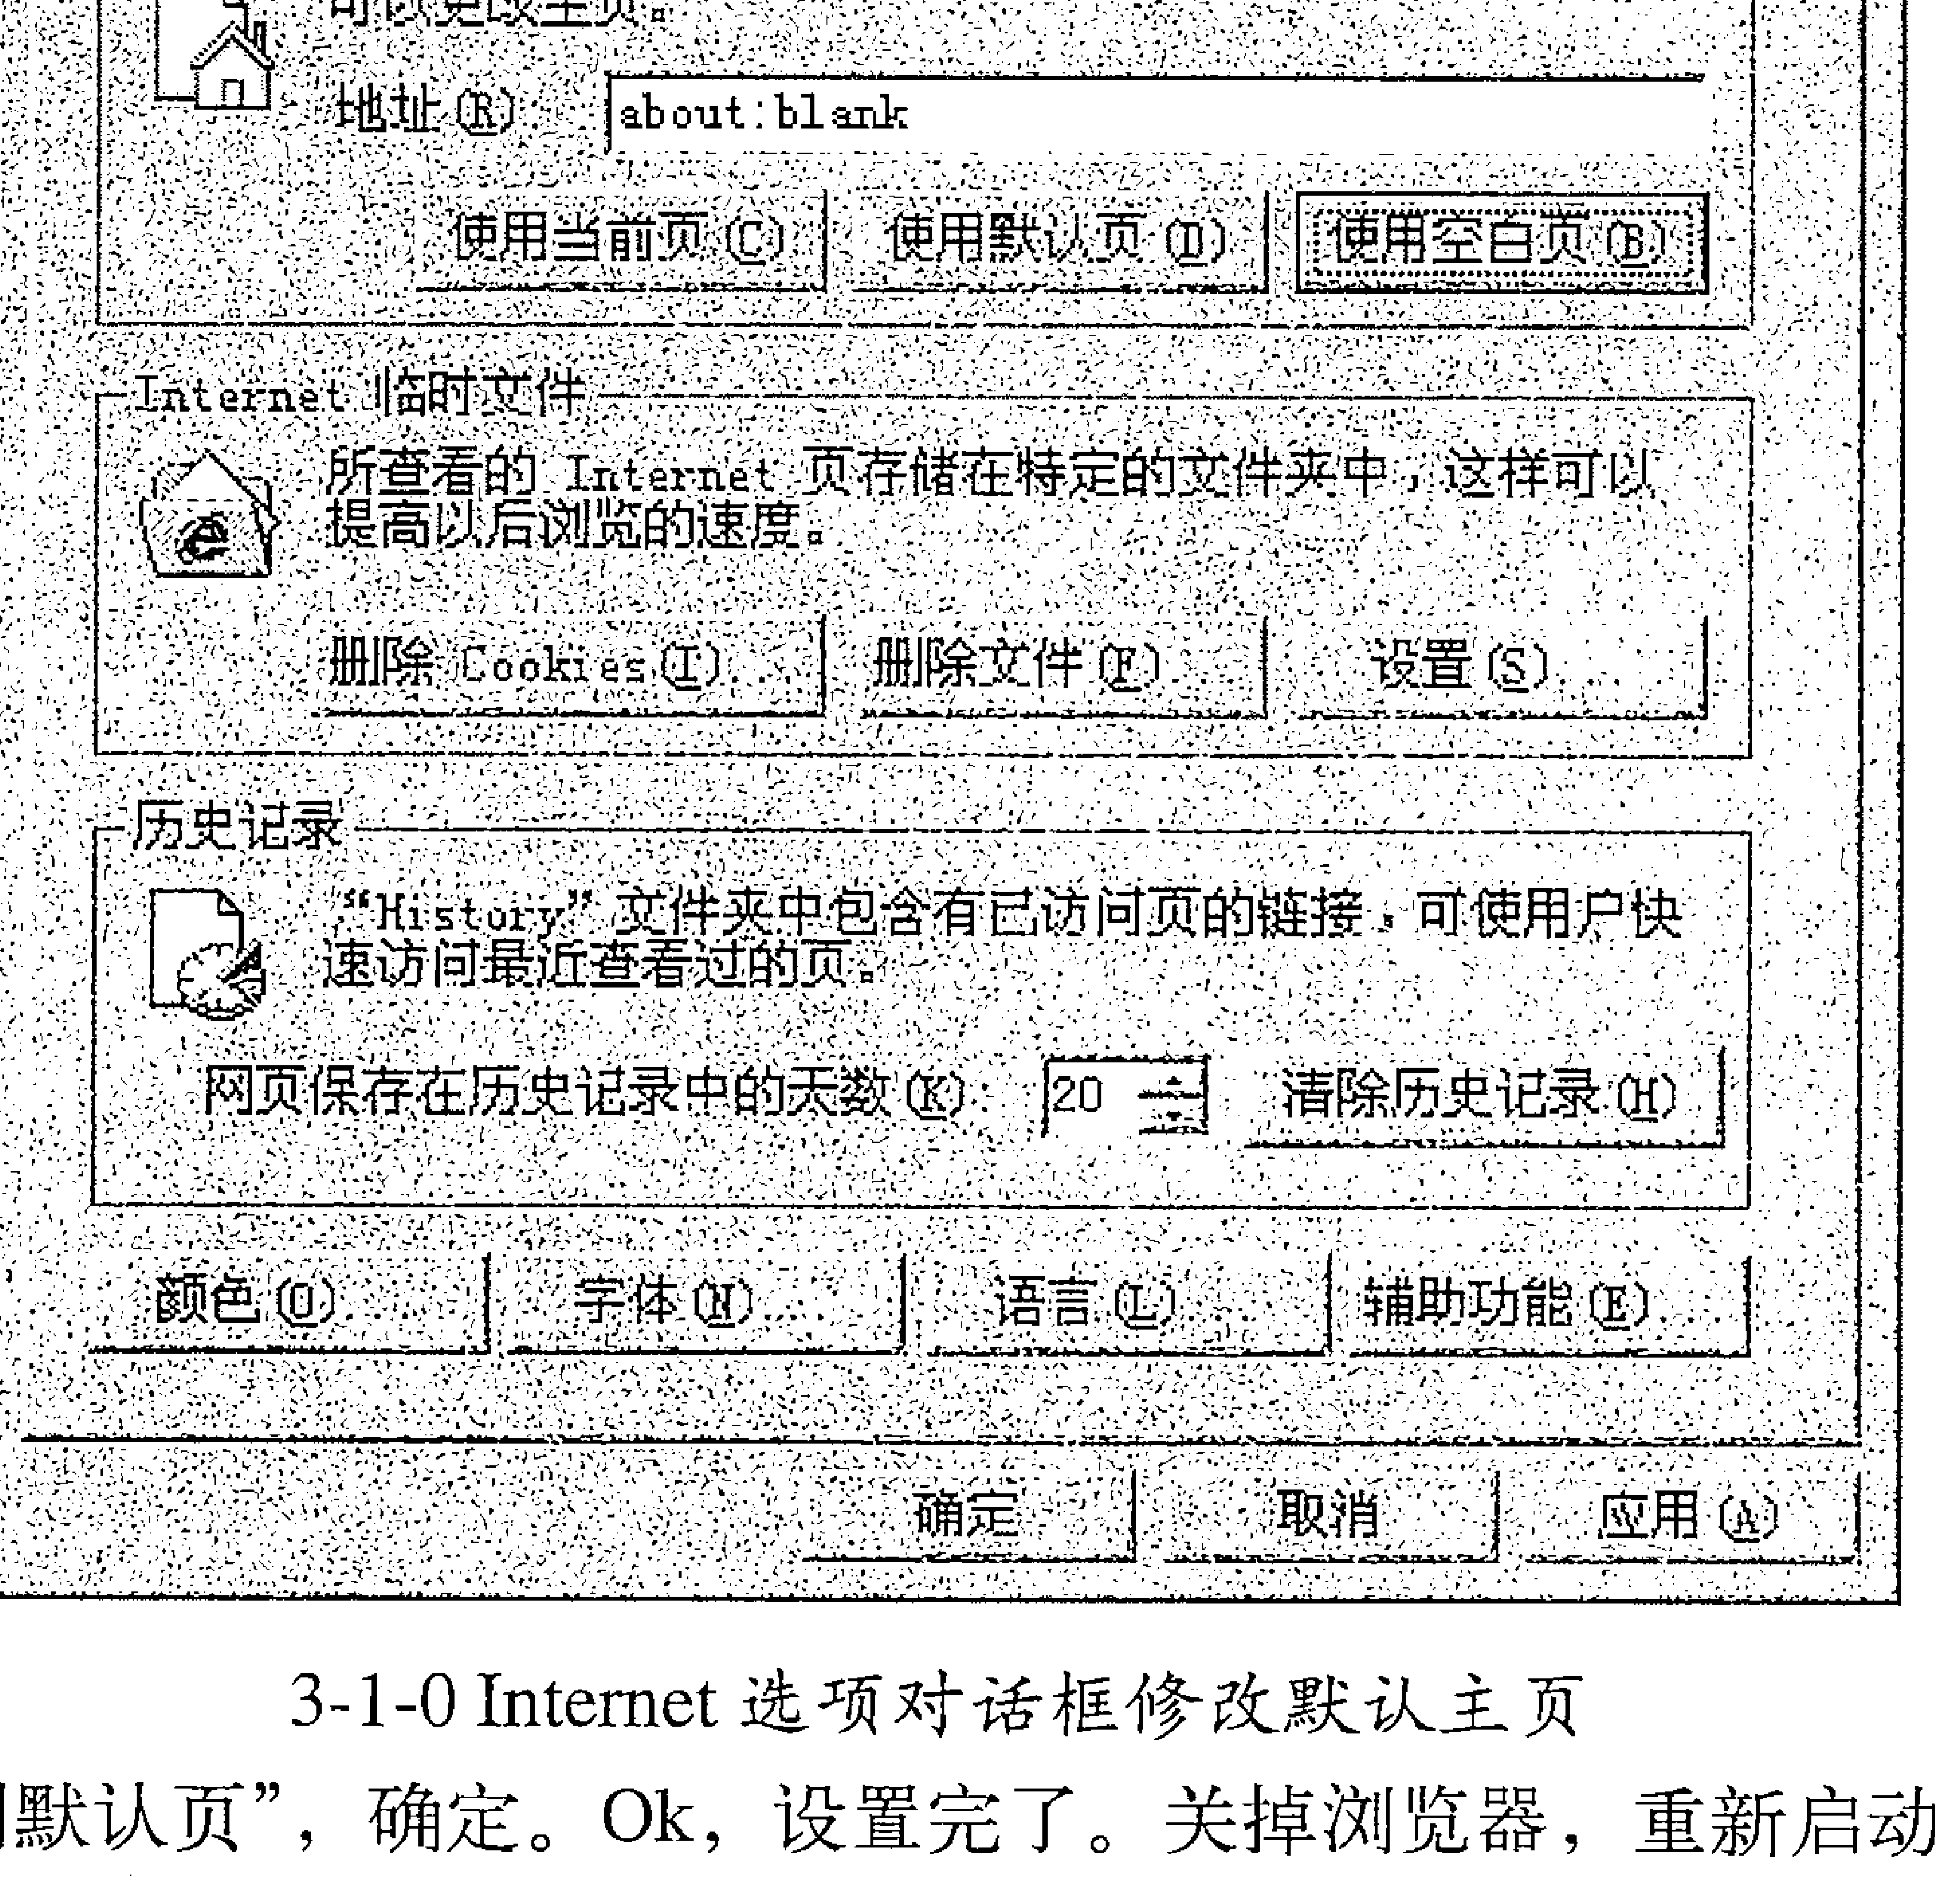 可以更改主页。
地址(R): about:blank
使用当前页(C) 使用默认页(D) 使用空白页(B)
Internet 临时文件
所查看的 Internet 页存储在特定的文件夹中，这样可以
提高以后浏览的速度。
删除 Cookies(I)... 删除文件(F)... 设置(S)...
历史记录
“History”文件夹中包含有已访问页的链接，可使用户快
速访问最近查看过的页。
网页保存在历史记录中的天数(K): 20 清除历史记录(H)
颜色(O)... 字体(N)... 语言(L)... 辅助功能(E)...
确定 取消 应用(A)
3-1-0 Internet 选项对话框修改默认主页
默认页”，确定。Ok，设置完了。关掉浏览器，重新启动